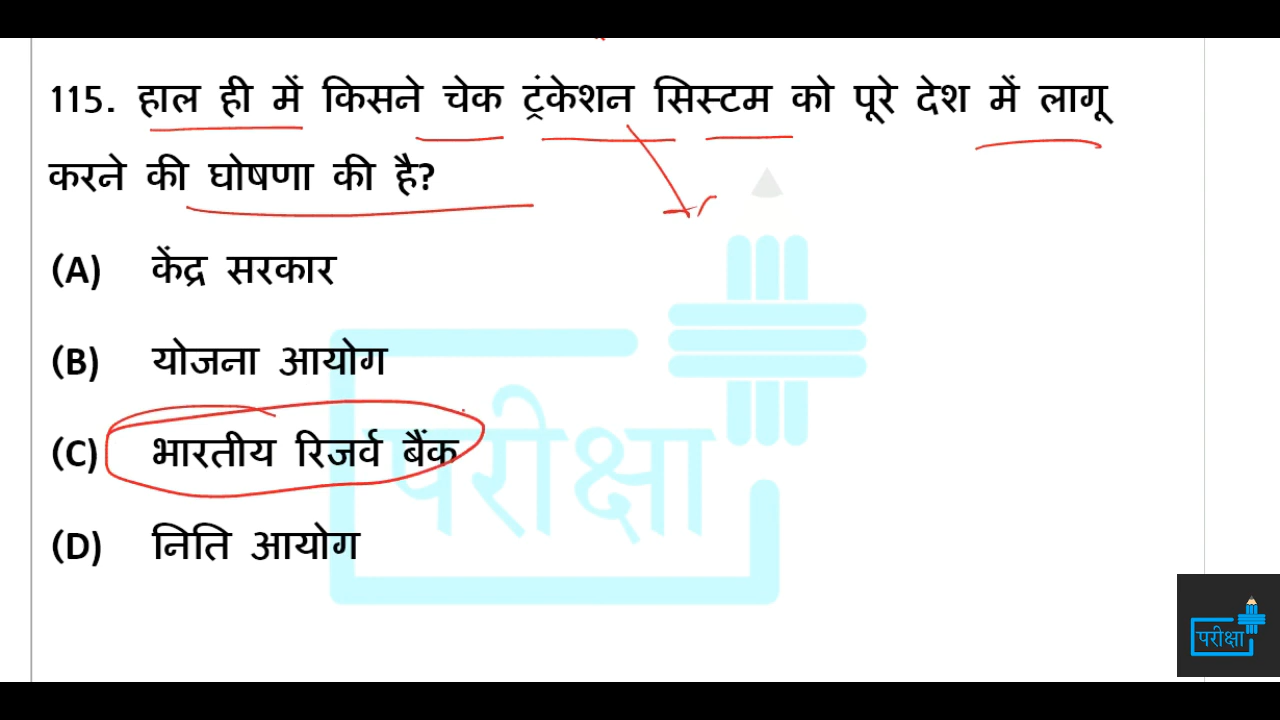 115. हाल ही में किसने चेक ट्रंकेशन सिस्टम को पूरे देश में लागू
करने की घोषणा की है?
(A) केंद्र सरकार
(B) योजना आयोग
(C) भारतीय रिजर्व बैंक
(D) निति आयोग
परीक्षा
परीक्षा